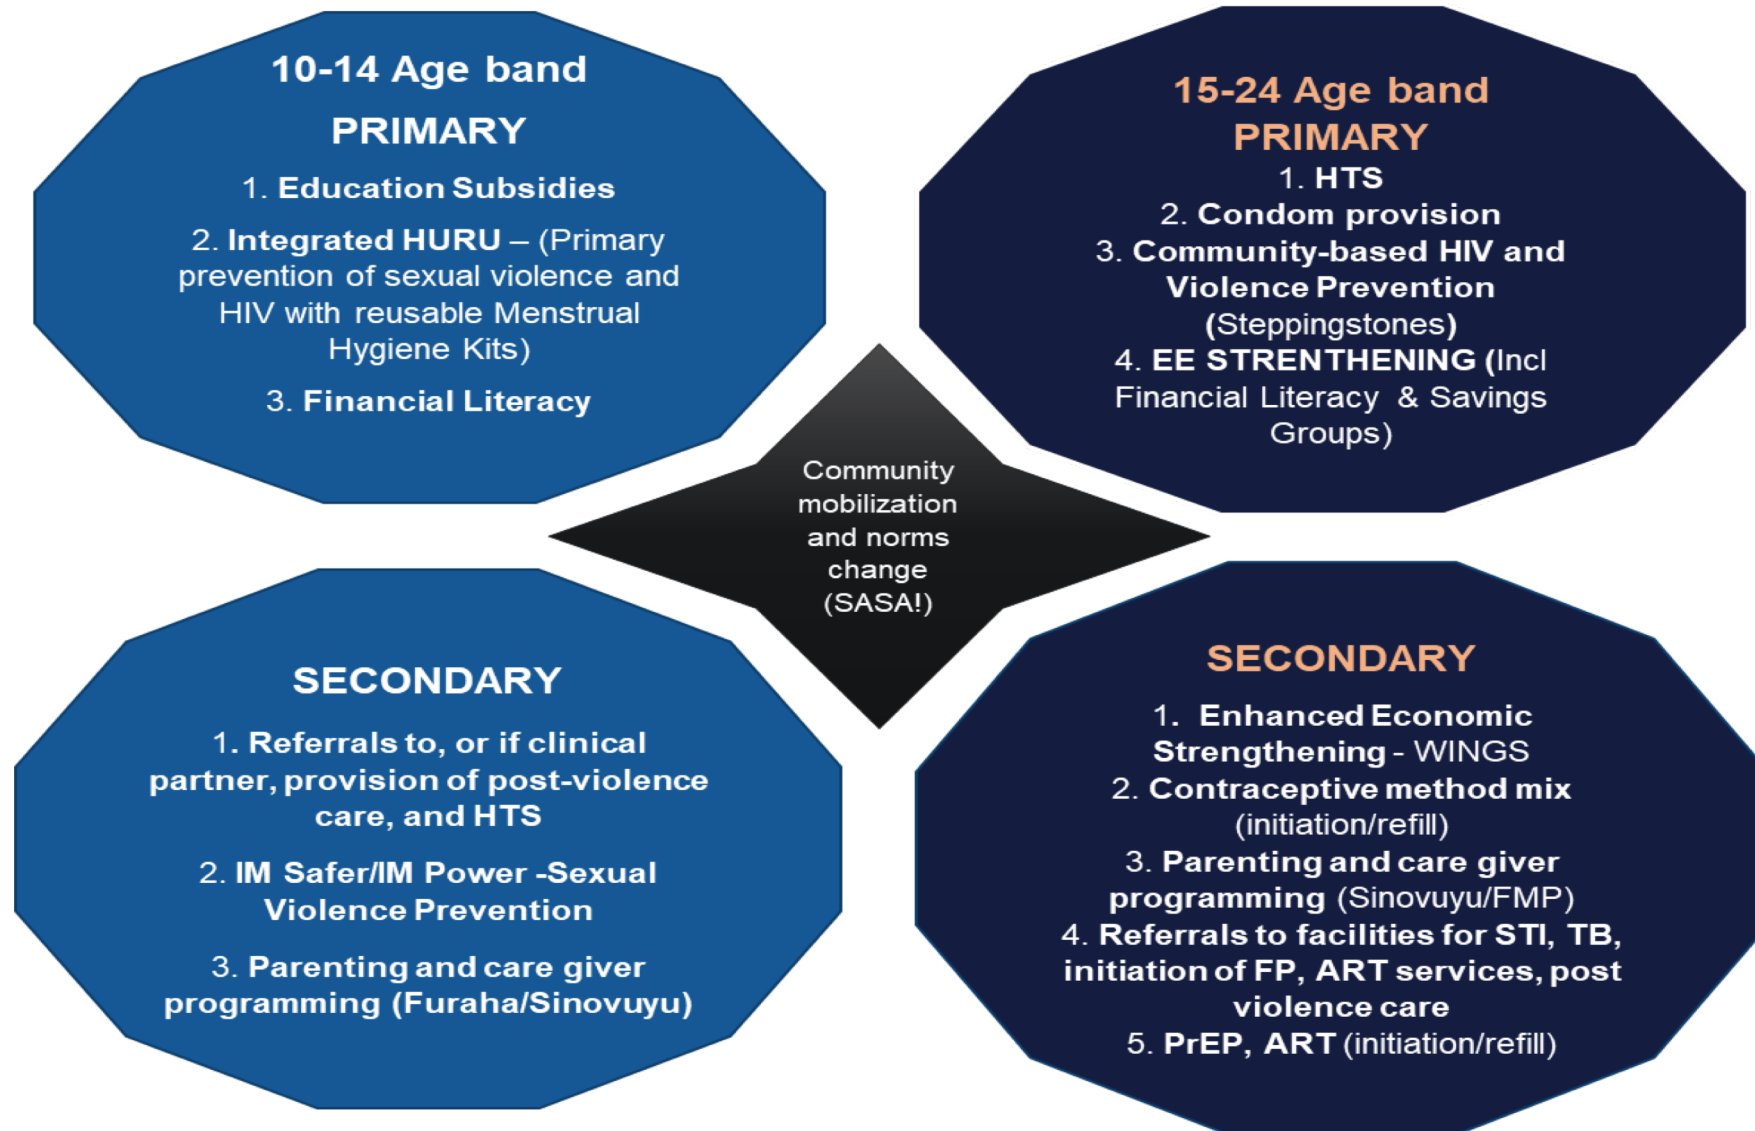 10-14 Age band
PRIMARY
1. Education Subsidies
2. Integrated HURU – (Primary
prevention of sexual violence and
HIV with reusable Menstrual
Hygiene Kits)
3. Financial Literacy
15-24 Age band
PRIMARY
1. HTS
2. Condom provision
3. Community-based HIV and
Violence Prevention
(Steppingstones)
4. EE STRENTHENING (Incl
Financial Literacy & Savings
Groups)
Community
mobilization
and norms
change
(SASA!)
SECONDARY
1. Referrals to, or if clinical
partner, provision of post-violence
care, and HTS
2. IM Safer/IM Power -Sexual
Violence Prevention
3. Parenting and care giver
programming (Furaha/Sinovuyu)
SECONDARY
1. Enhanced Economic
Strengthening - WINGS
2. Contraceptive method mix
(initiation/refill)
3. Parenting and care giver
programming (Sinovuyu/FMP)
4. Referrals to facilities for STI, TB,
initiation of FP, ART services, post
violence care
5. PrEP, ART (initiation/refill)